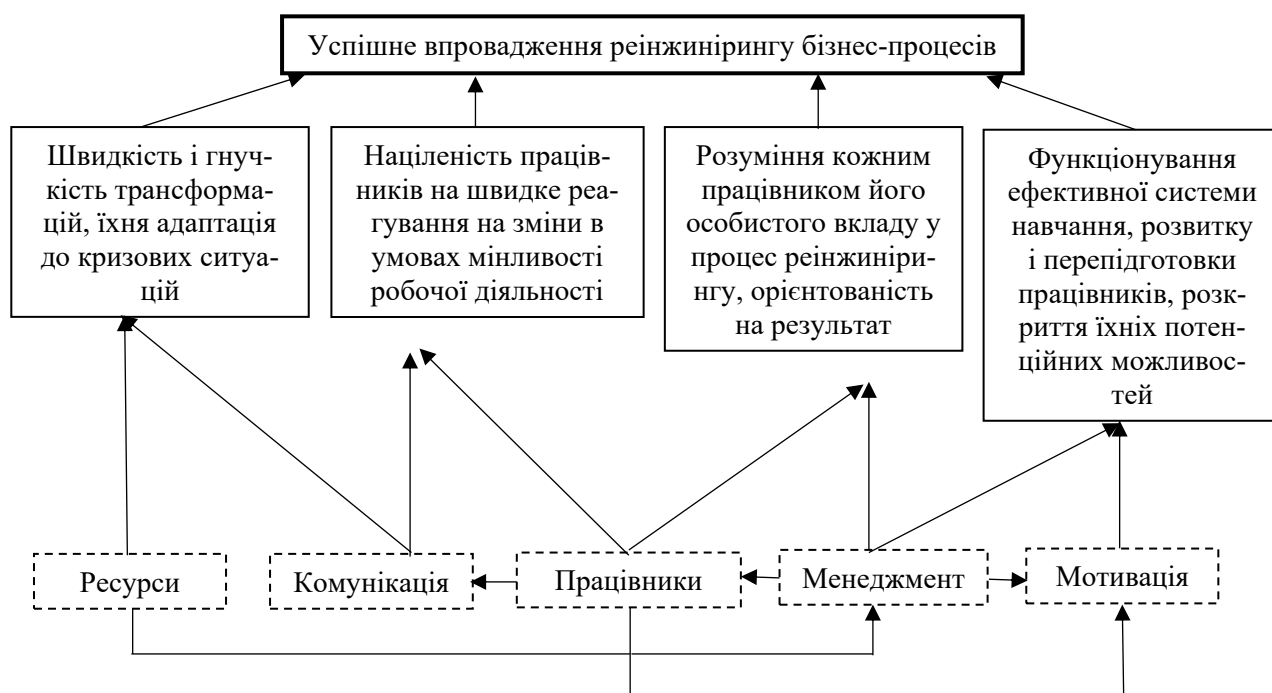 Успішне впровадження реінжинірингу бізнес-процесів
Швидкість і гнуч-
кість трансформа-
цій, їхня адаптація
до кризових ситуа-
цій
Націленість праців-
ників на швидке реа-
гування на зміни в
умовах мінливості
робочої діяльності
Розуміння кожним
працівником його
особистого вкладу у
процес реінжиніри-
нгу, орієнтованість
на результат
Функціонування
ефективної системи
навчання, розвитку
і перепідготовки
працівників, розк-
риття їхніх потен-
ційних можливос-
тей
Ресурси
Комунікація
Працівники
Менеджмент
Мотивація